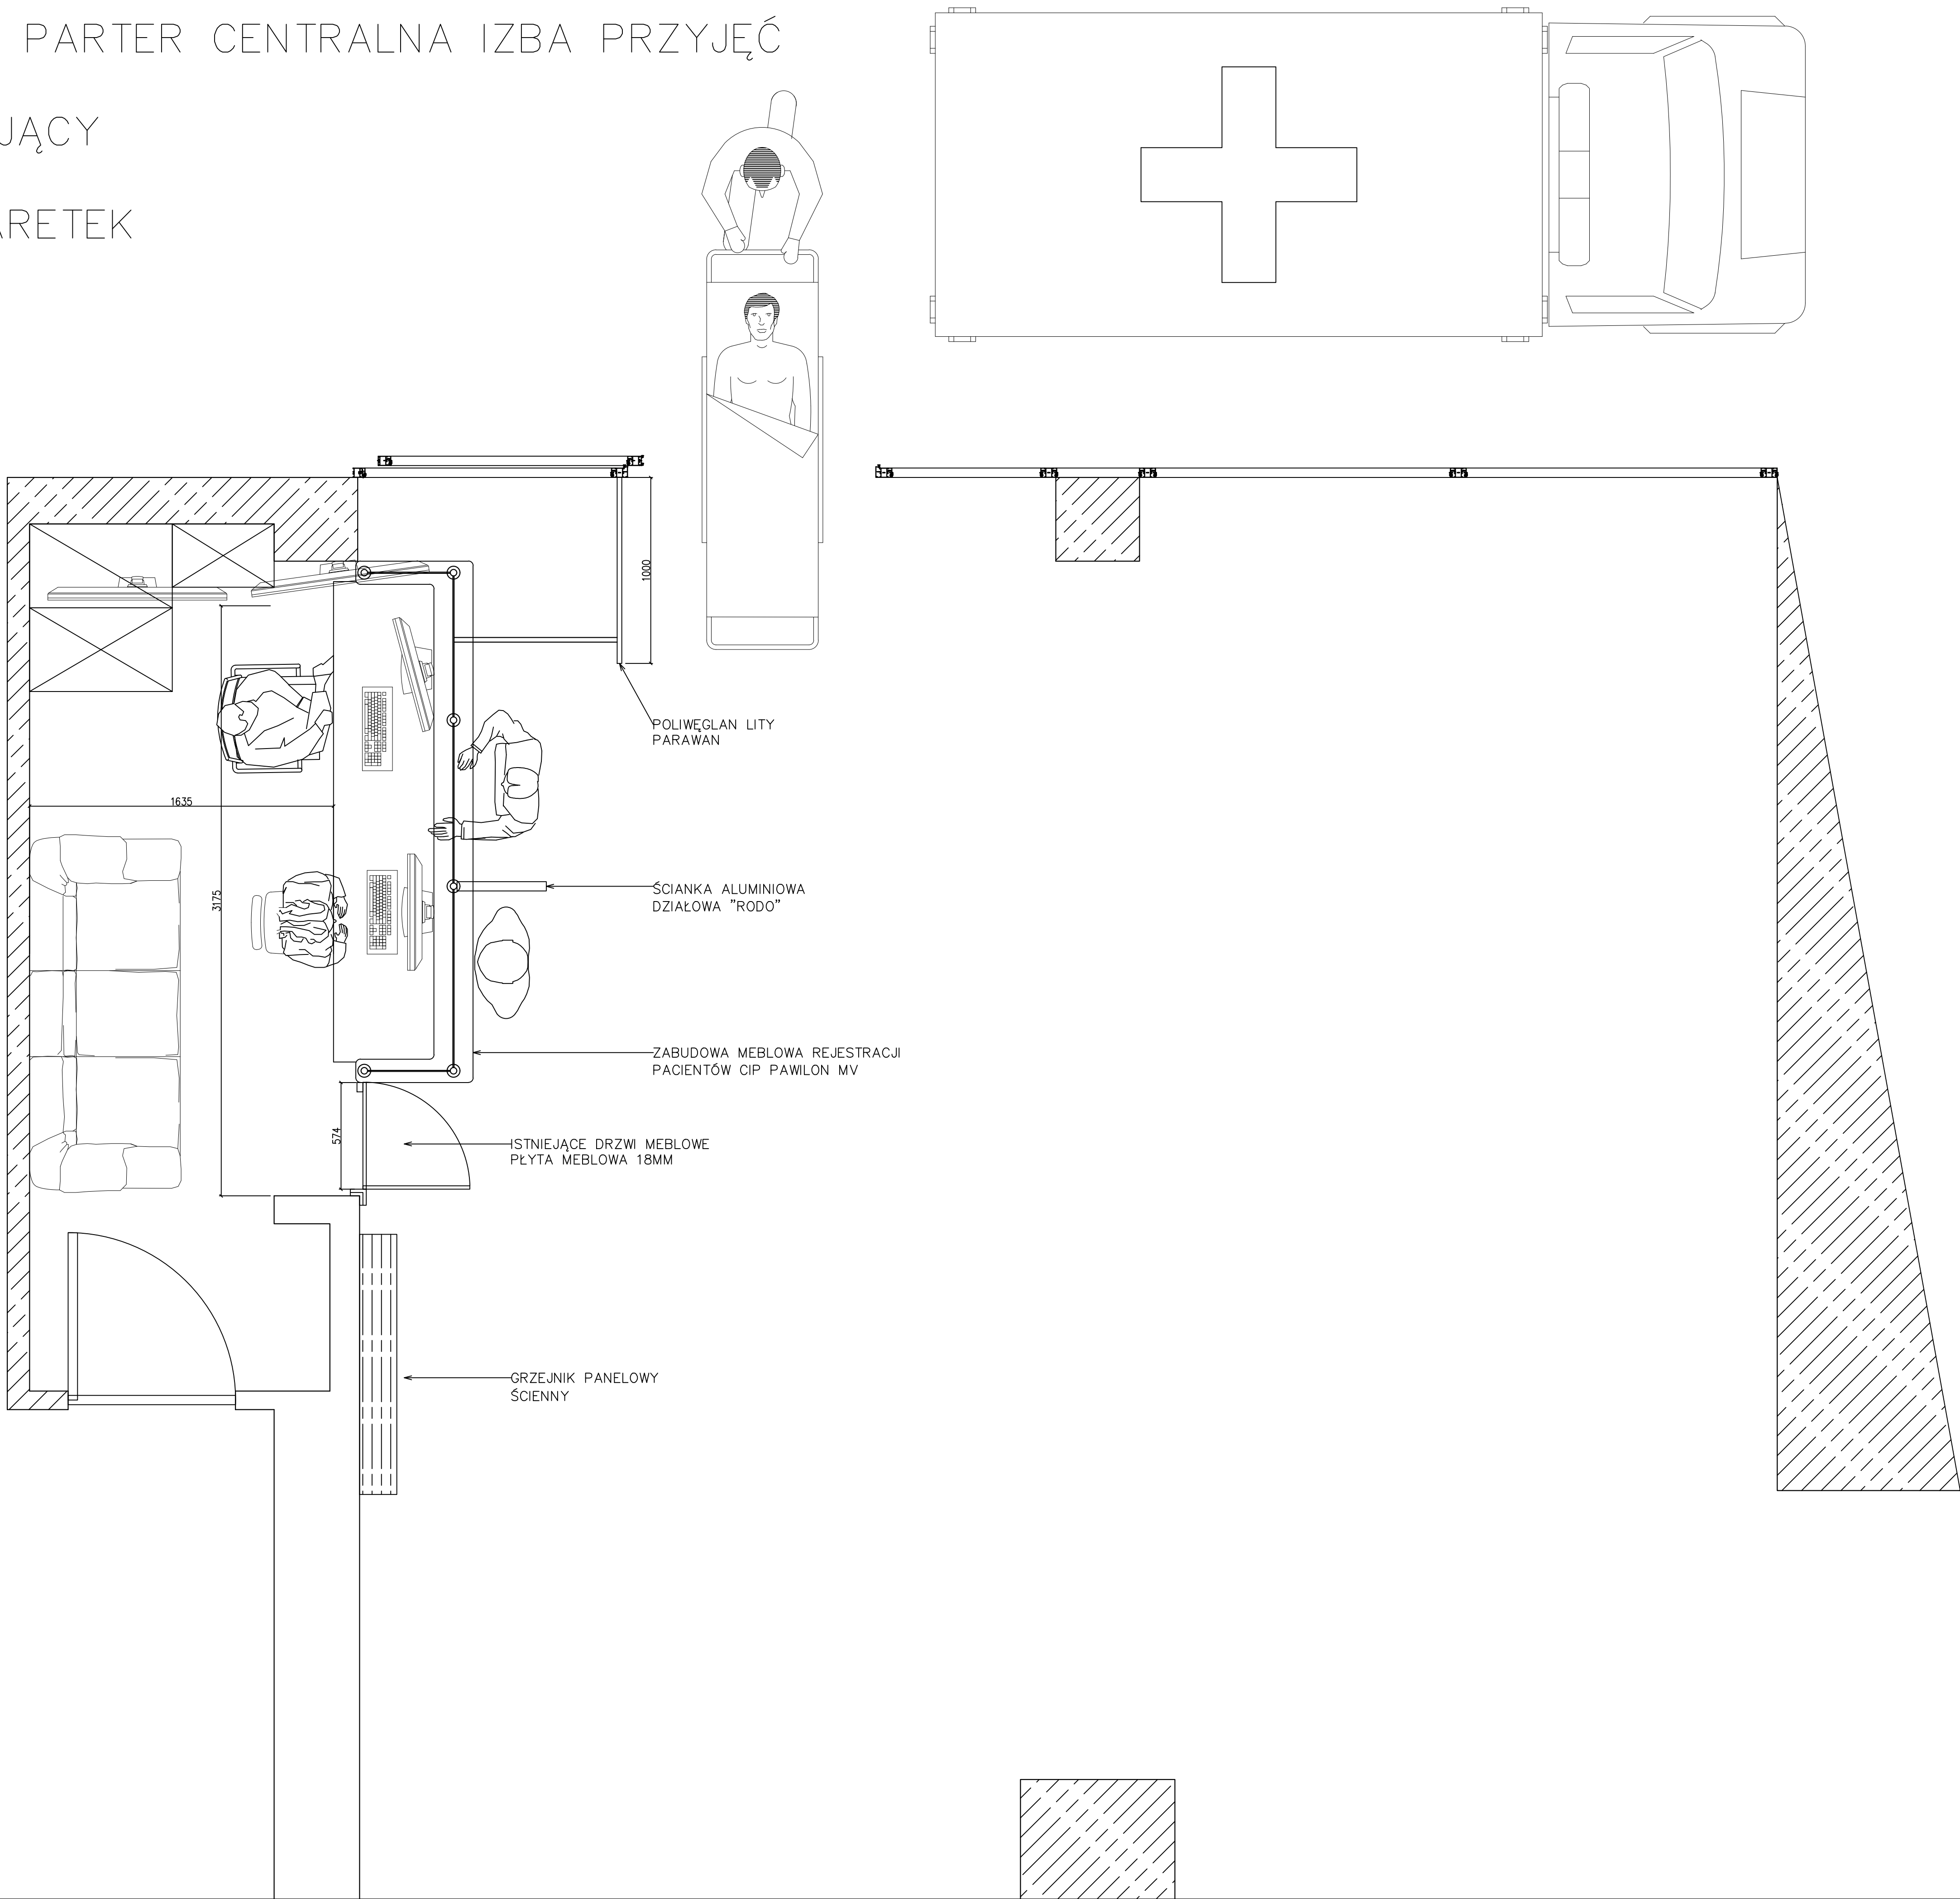 PARTER CENTRALNA IZBA PRZYJĘĆ
JĄCY
RETEK
1000
POLIWĘGLAN LITY
PARAWAN
1635
3175
ŚCIANKA ALUMINIOWA
DZIAŁOWA "RODO"
ZABUDOWA MEBLOWA REJESTRACJI
PACIENTÓW CIP PAWILON MV
574
ISTNIEJĄCE DRZWI MEBLOWE
PŁYTA MEBLOWA 18MM
GRZEJNIK PANELOWY
ŚCIENNY